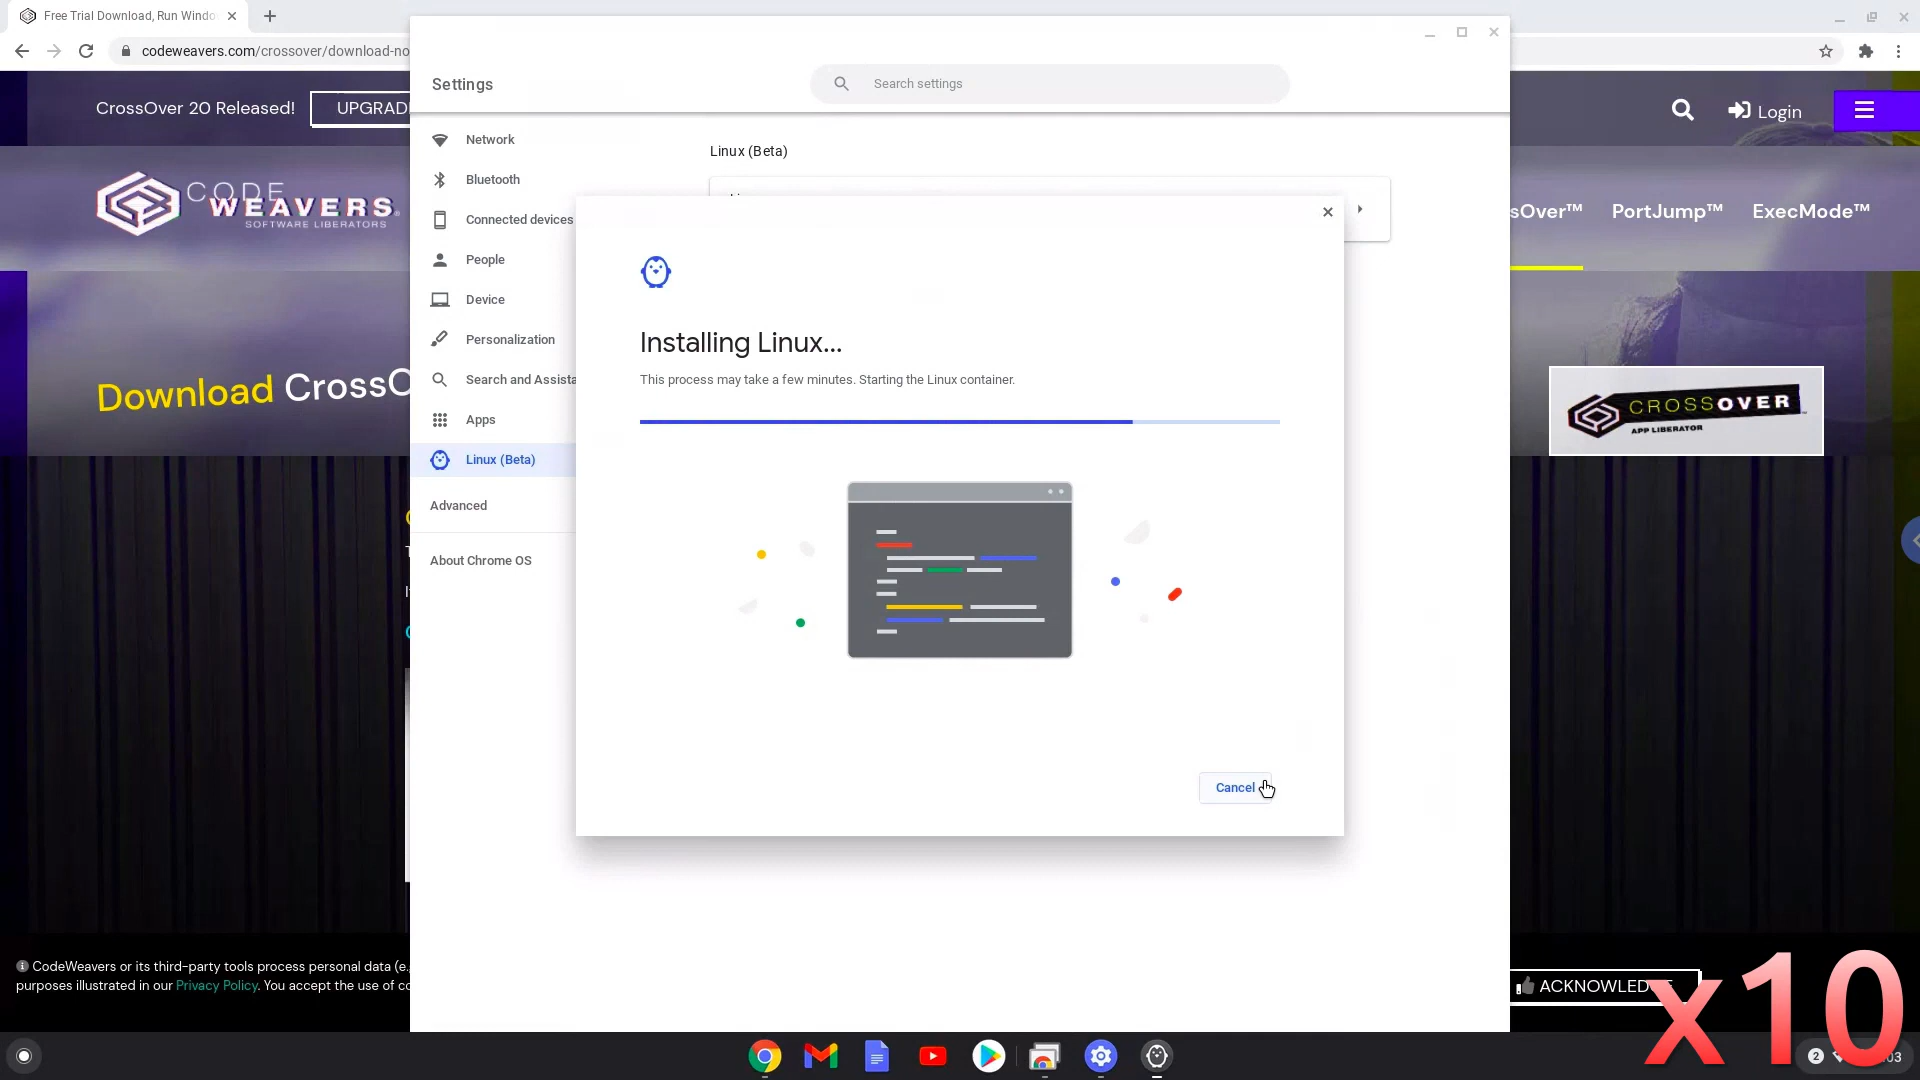 Free Trial Download, Run Windo
codeweavers.com/crossover/download-no
Settings
Search settings
CrossOver 20 Released!
UPGRAD
Login
Network
Linux (Beta)
Bluetooth
Connected devices
CODE
WEAVERS
SOFTWARE LIBERATORS
sOver™
PortJump™
ExecMode™
People
Device
Installing Linux...
Personalization
This process may take a few minutes. Starting the Linux container.
Search and Assista
Download CrossO
CROSSOVER
APP LIBERATOR
Apps
Linux (Beta)
Advanced
About Chrome OS
Cancel
CodeWeavers or its third-party tools process personal data (e.
purposes illustrated in our Privacy Policy. You accept the use of co
ACKNOWLEDGE
x10
2
03